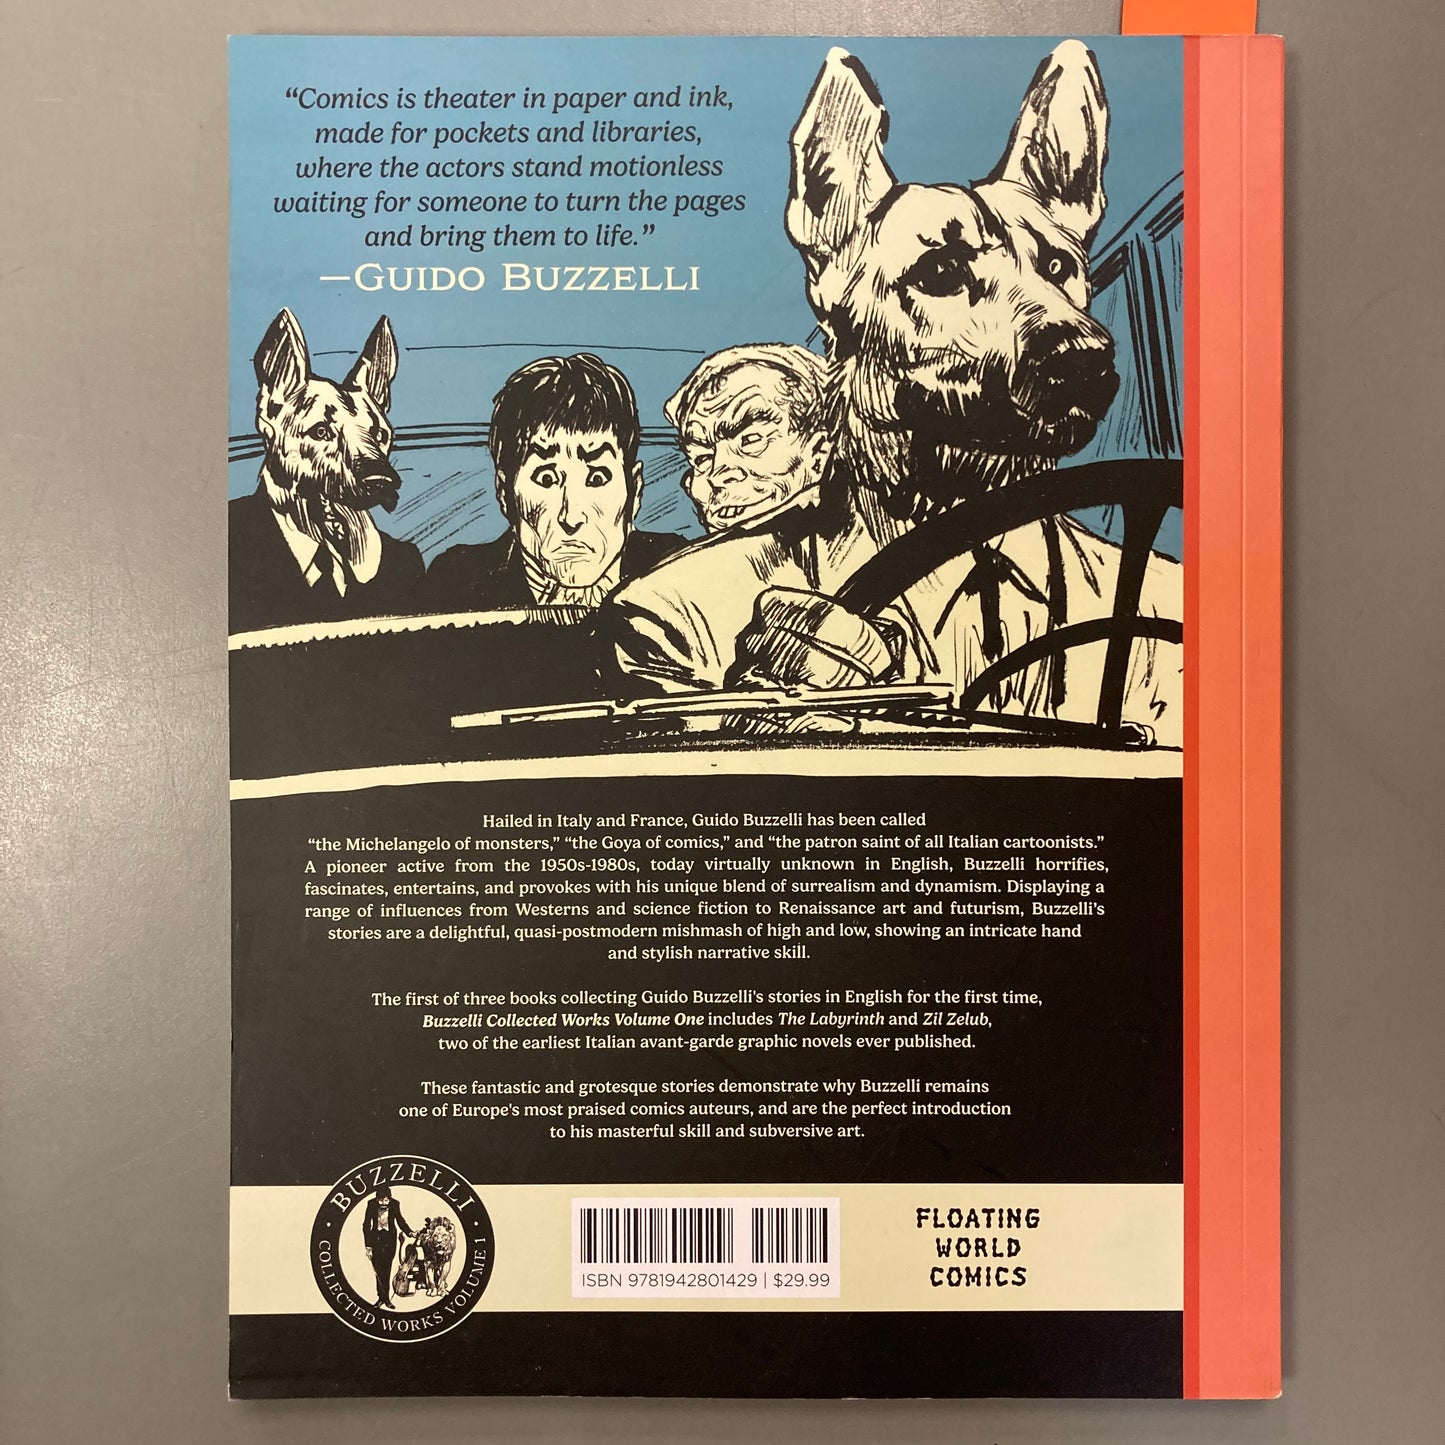 “Comics is theater in paper and ink,
made for pockets and libraries,
where the actors stand motionless
waiting for someone to turn the pages
and bring them to life.”
—GUIDO BUZZELLI
Hailed in Italy and France, Guido Buzzelli has been called
“the Michelangelo of monsters,” “the Goya of comics,” and “the patron saint of all Italian cartoonists.”
A pioneer active from the 1950s-1980s, today virtually unknown in English, Buzzelli horrifies,
fascinates, entertains, and provokes with his unique blend of surrealism and dynamism. Displaying a
range of influences from Westerns and science fiction to Renaissance art and futurism, Buzzelli’s
stories are a delightful, quasi-postmodern mishmash of high and low, showing an intricate hand
and stylish narrative skill.
The first of three books collecting Guido Buzzelli's stories in English for the first time,
Buzzelli Collected Works Volume One includes The Labyrinth and Zil Zelub,
two of the earliest Italian avant-garde graphic novels ever published.
These fantastic and grotesque stories demonstrate why Buzzelli remains
one of Europe's most praised comics auteurs, and are the perfect introduction
to his masterful skill and subversive art.
BUZZELLI
COLLECTED WORKS VOLUME 1
ISBN 9781942801429 | $29.99
FLOATING
WORLD
COMICS